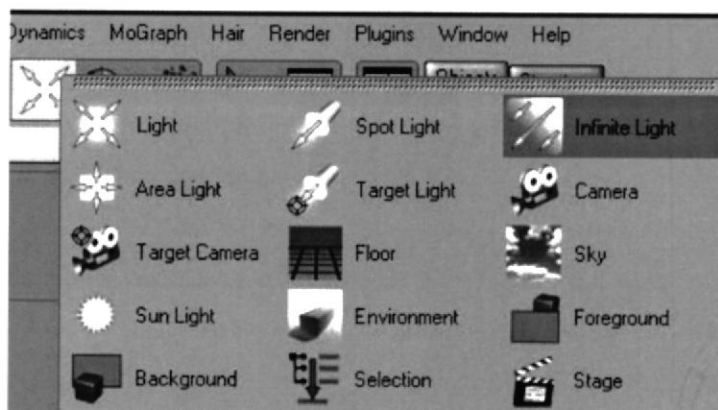 Dynamics MoGraph Hair Render Plugins Window Help
Objects
Light Spot Light Infinite Light
Area Light Target Light Camera
Target Camera Floor Sky
Sun Light Environment Foreground
Background Selection Stage